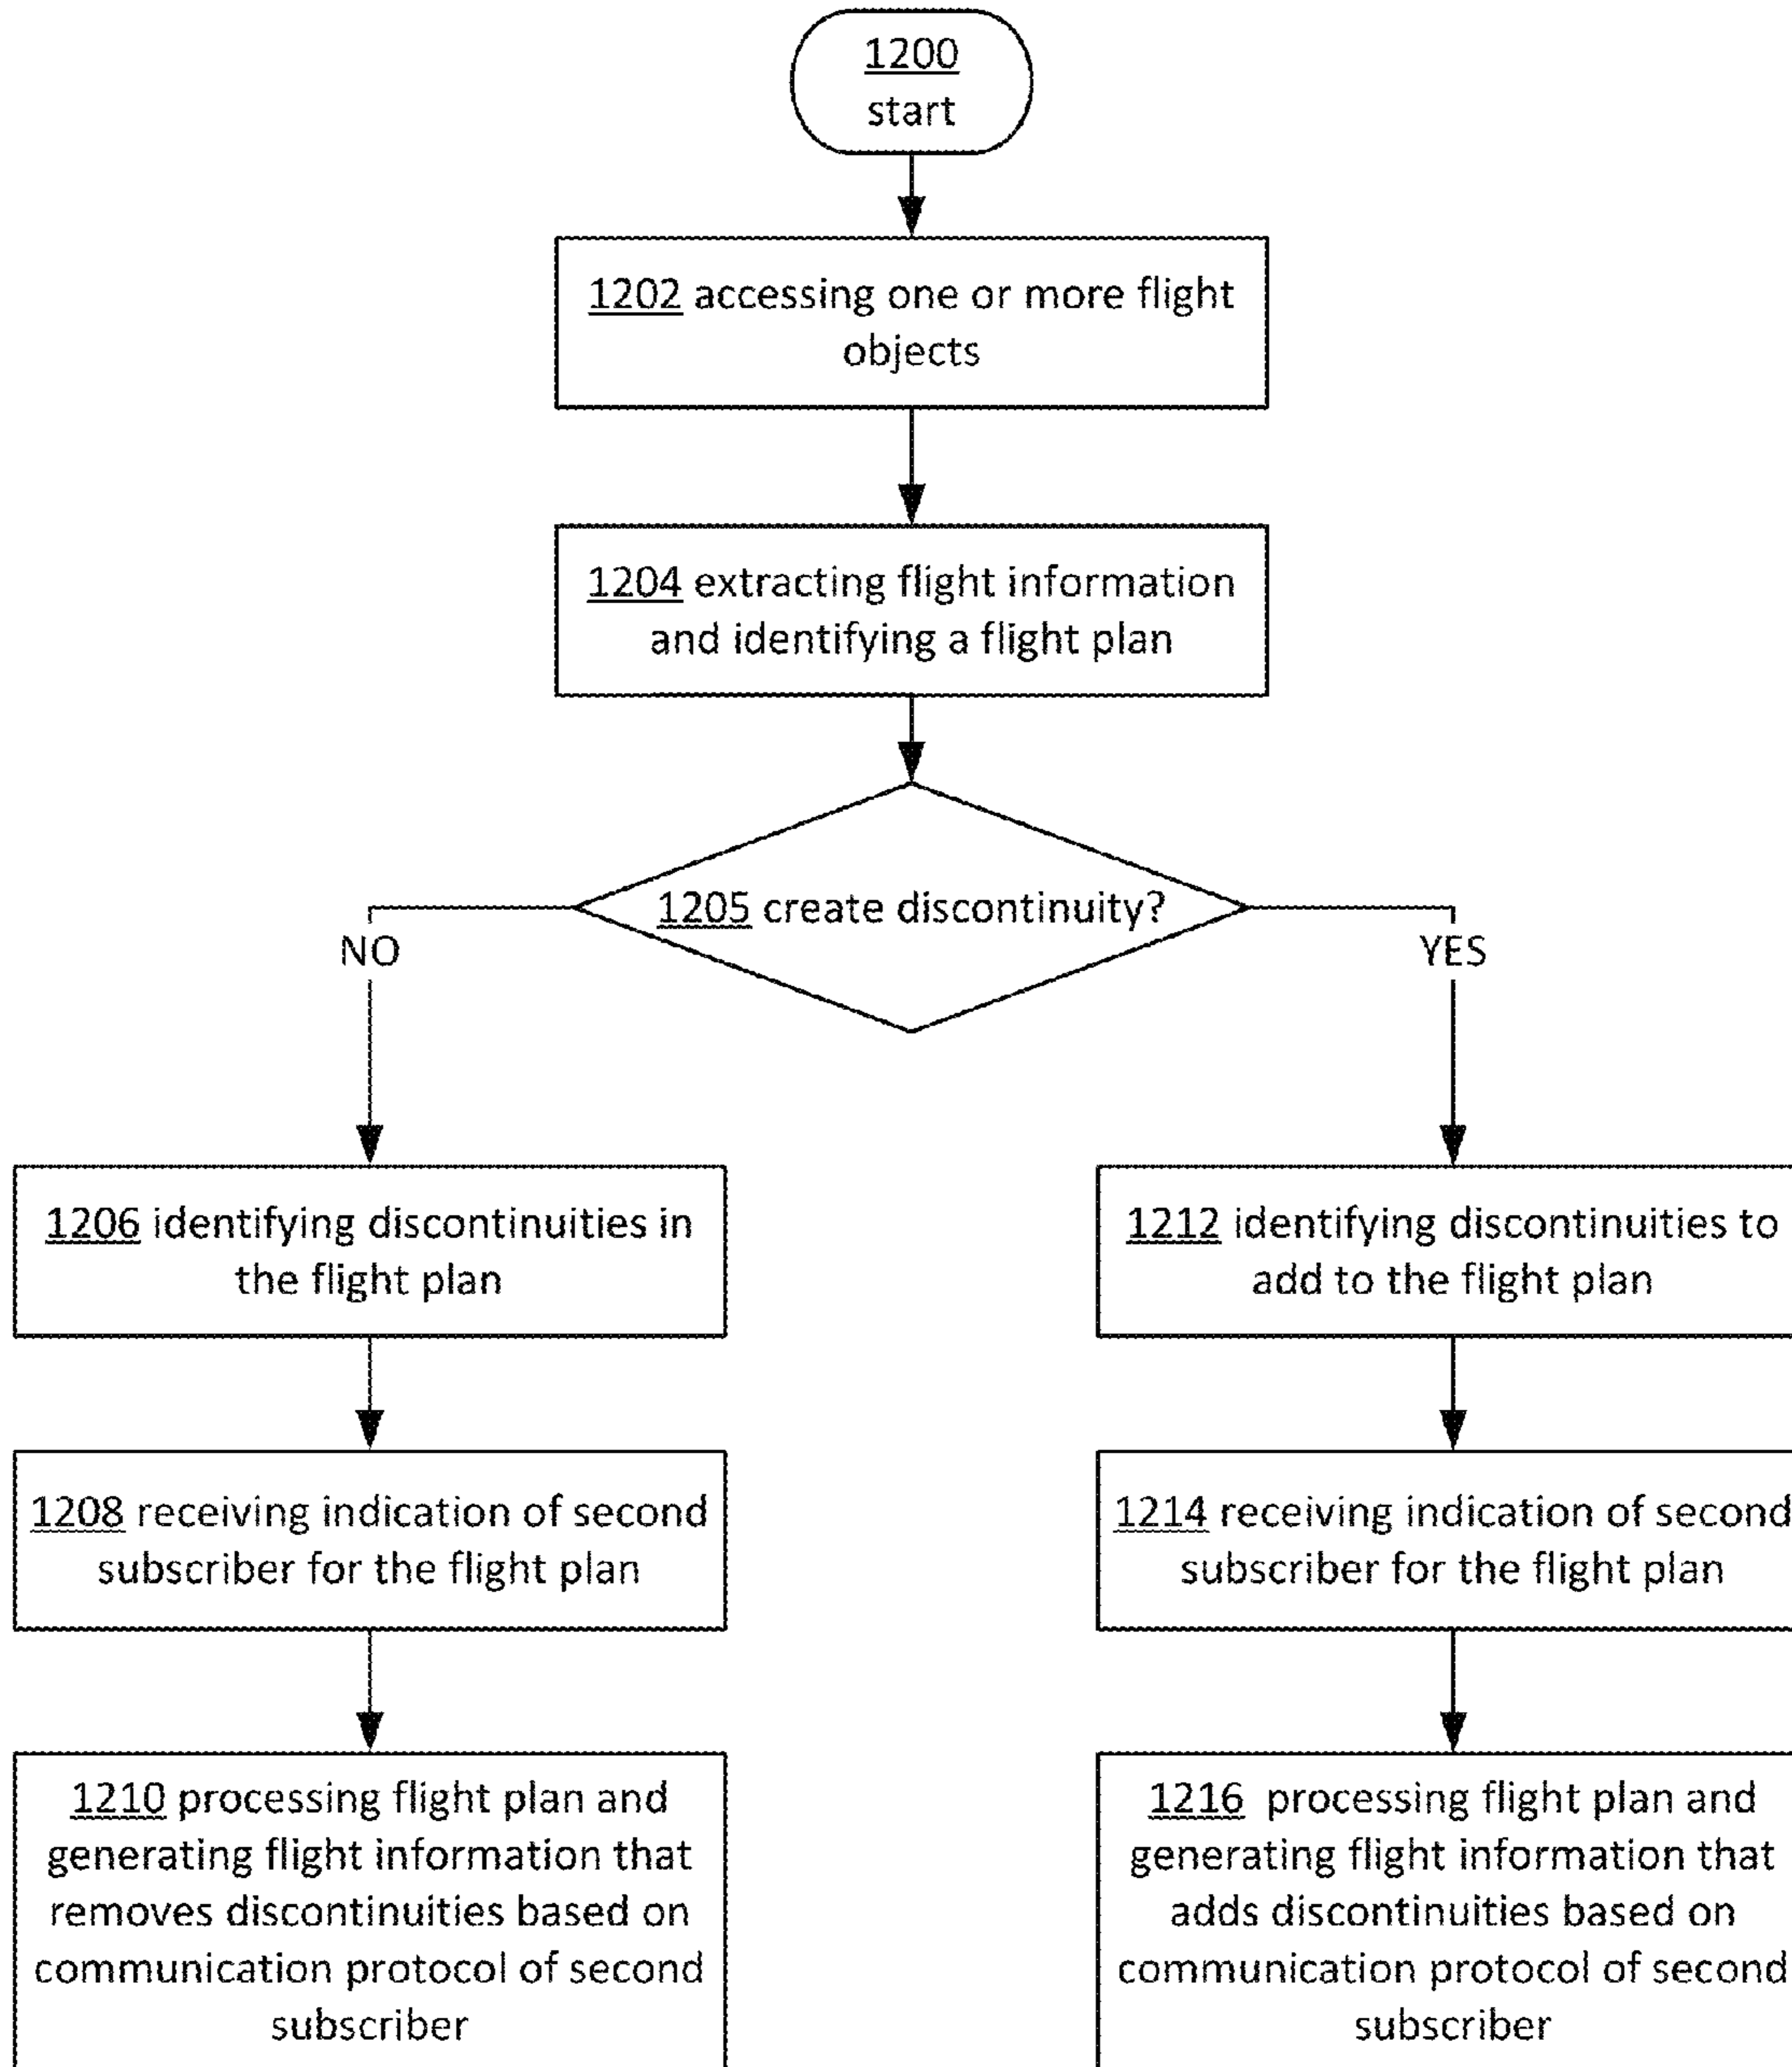 1200
start
1202 accessing one or more flight
objects
1204 extracting flight information
and identifying a flight plan
1205 create discontinuity?
NO
YES
1206 identifying discontinuities in
the flight plan
1208 receiving indication of second
subscriber for the flight plan
1210 processing flight plan and
generating flight information that
removes discontinuities based on
communication protocol of second
subscriber
1212 identifying discontinuities to
add to the flight plan
1214 receiving indication of second
subscriber for the flight plan
1216 processing flight plan and
generating flight information that
adds discontinuities based on
communication protocol of second
subscriber